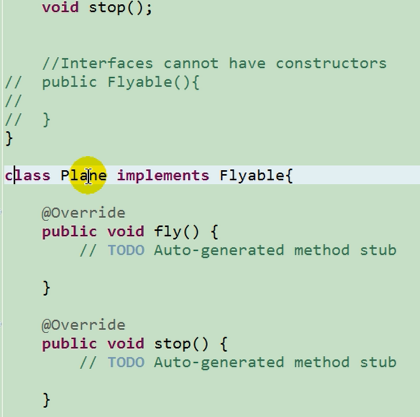 void stop();
//Interfaces cannot have constructors
//  public Flyable(){
//
//  }
}
class Plane implements Flyable{
@Override
public void fly() {
// TODO Auto-generated method stub
}
@Override
public void stop() {
// TODO Auto-generated method stub
}